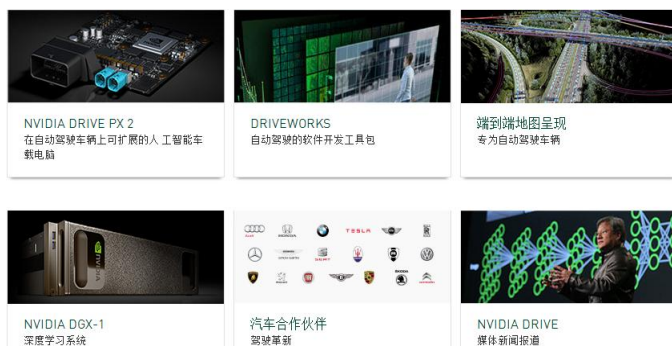 NVIDIA DRIVE PX 2
在自动驾驶车辆上可扩展的人工智能车
载电脑
DRIVEWORKS
自动驾驶的软件开发工具包
端到端地图呈现
专为自动驾驶车辆
NVIDIA
TESLA
NVIDIA DGX-1
深度学习系统
汽车合作伙伴
驾驶革新
NVIDIA DRIVE
媒体新闻报道